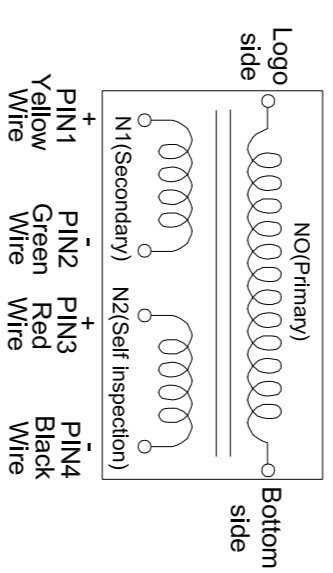 Logo
side
NO(Primary)
Bottom
side
N1(Secondary)
N2(Self inspection)
+
PIN1
Yellow
Wire
-
PIN2
Green
Wire
+
PIN3
Red
Wire
-
PIN4
Black
Wire